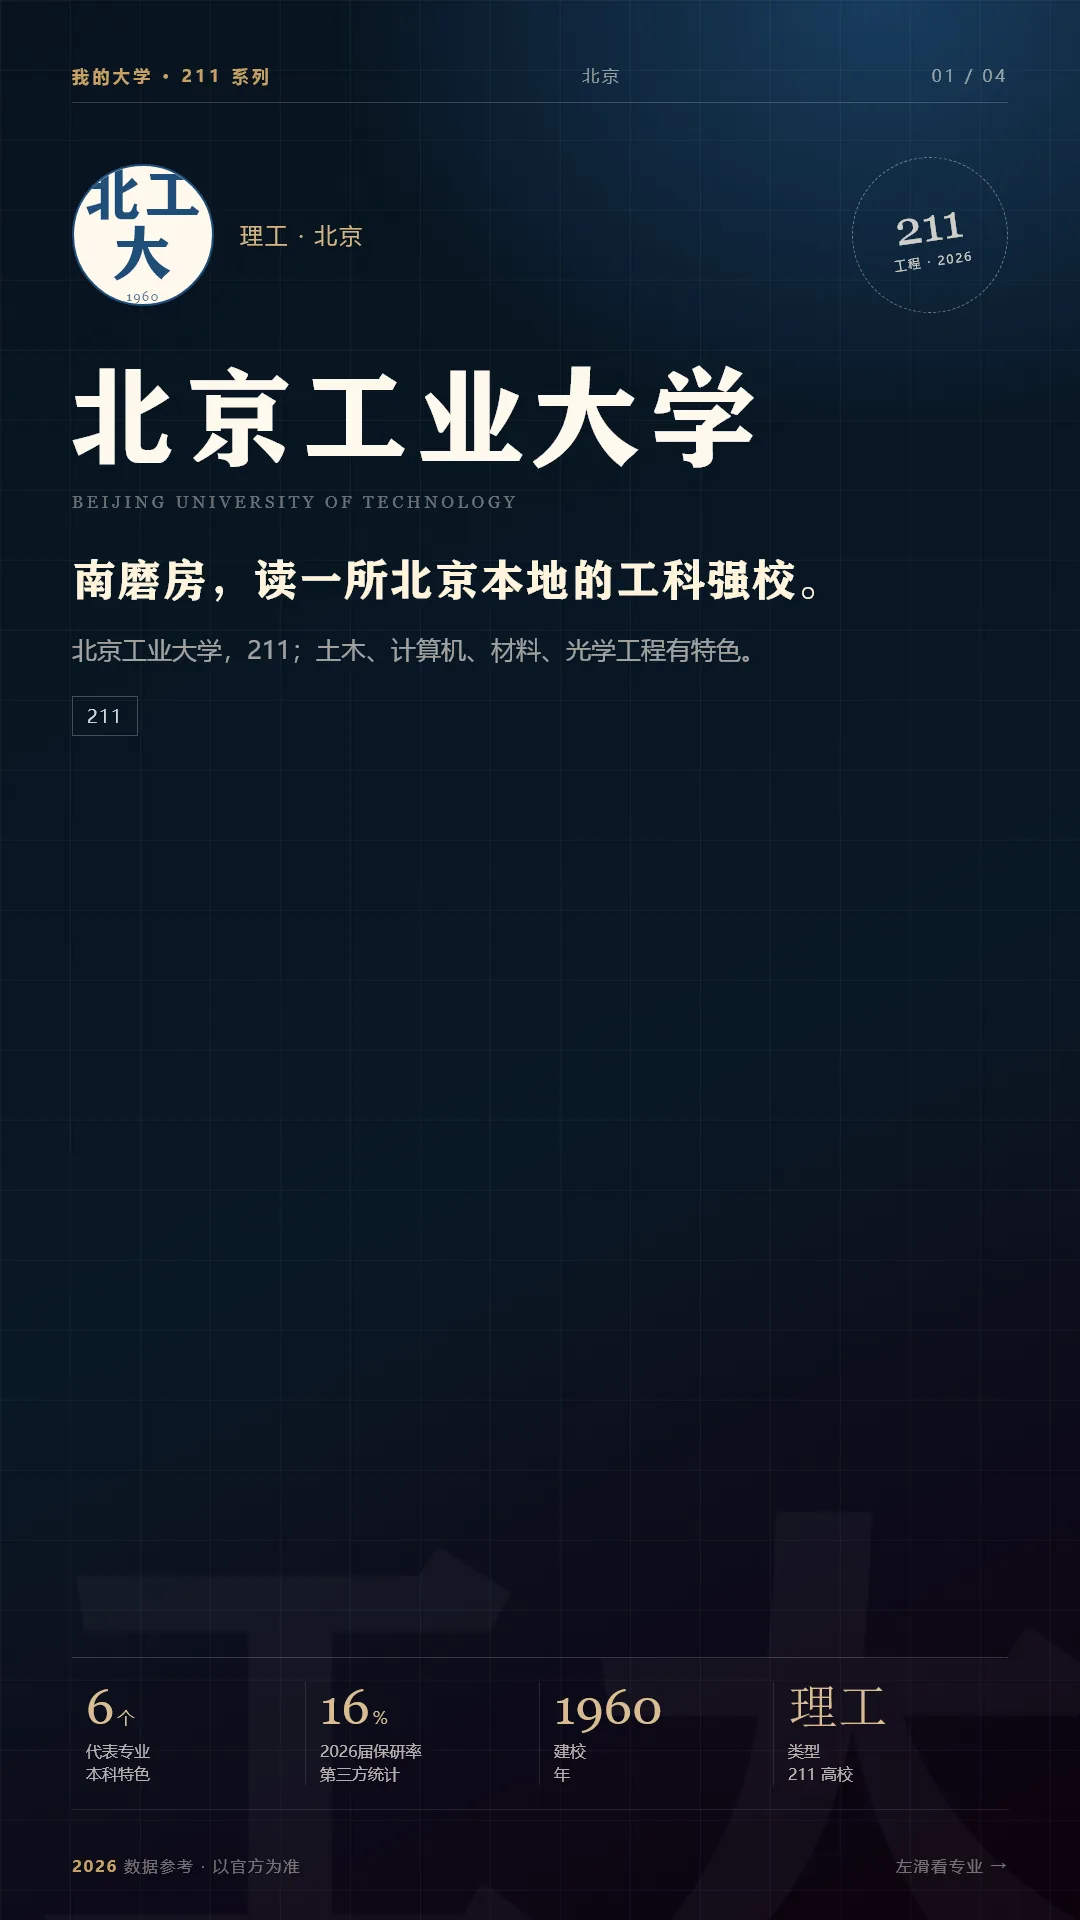 我的大学 · 211 系列
北京
01 / 04
北工
大
1960
理工 · 北京
211
工程 · 2026
北京工业大学
BEIJING UNIVERSITY OF TECHNOLOGY
南磨房，读一所北京本地的工科强校。
北京工业大学，211；土木、计算机、材料、光学工程有特色。
211
工大
6个
代表专业
本科特色
16%
2026届保研率
第三方统计
1960
建校
年
理工
类型
211 高校
2026 数据参考 · 以官方为准
左滑看专业 →